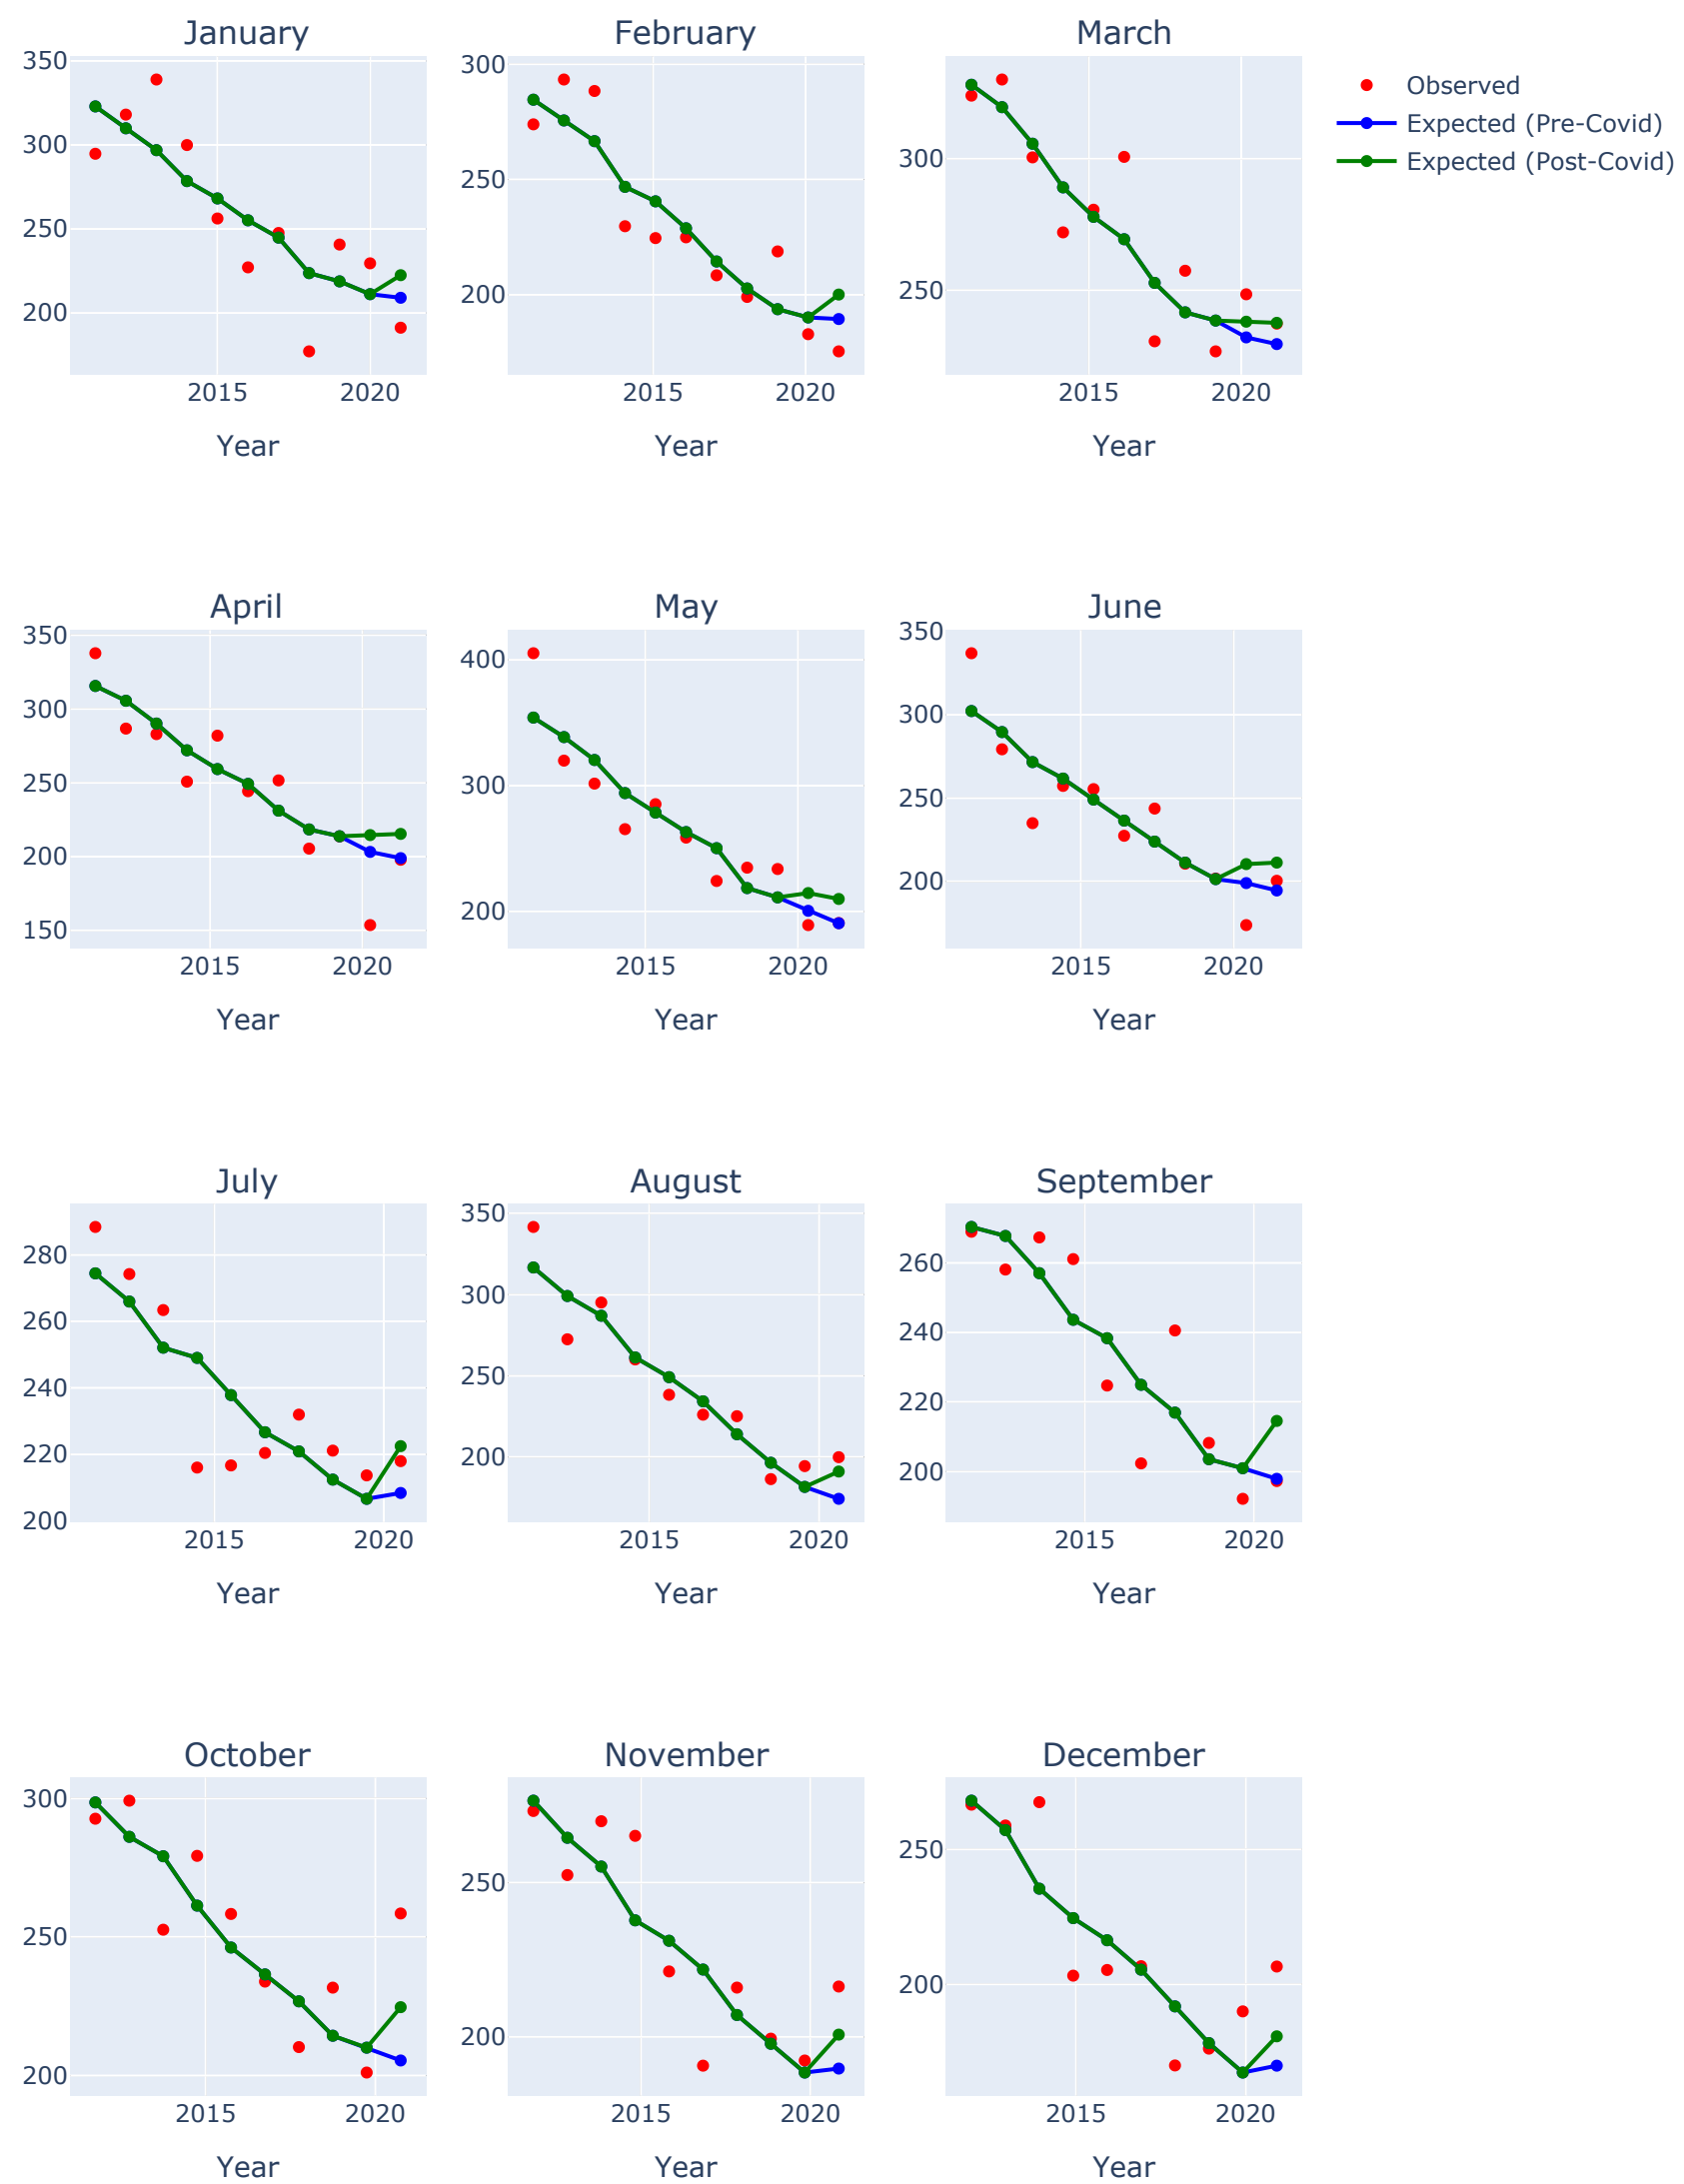 January
February
March
350
300
250
200
2015
2020
Year
300
250
200
2015
2020
Year
300
250
2015
2020
Year
Observed
Expected (Pre-Covid)
Expected (Post-Covid)
April
May
June
350
300
250
200
150
2015
2020
Year
400
300
200
2015
2020
Year
350
300
250
200
2015
2020
Year
July
August
September
280
260
240
220
200
2015
2020
Year
350
300
250
200
2015
2020
Year
260
240
220
200
2015
2020
Year
October
November
December
300
250
200
2015
2020
Year
250
200
2015
2020
Year
250
200
2015
2020
Year